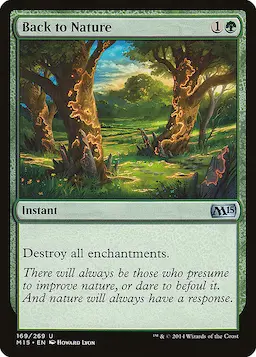 Back to Nature 1
Instant M15
Destroy all enchantments.
There will always be those who presume
to improve nature, or dare to befoul it.
And nature will always have a response.
169/269 U
M15 • EN Howard Lyon ™ & © 2014 Wizards of the Coast